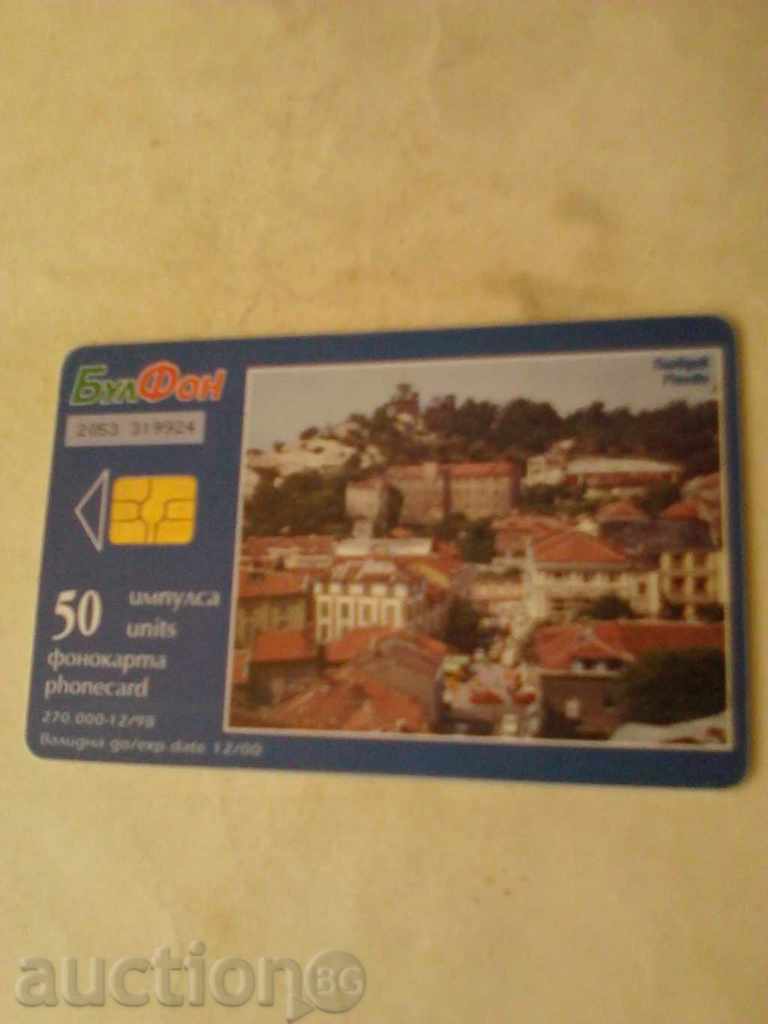 БулФон
2053 319924
50 импулса
units
фонокарта
phonecard
270 000-12/98
Валидна до/exp.date 12/00
Пловдив
Plovdiv
auctionBG